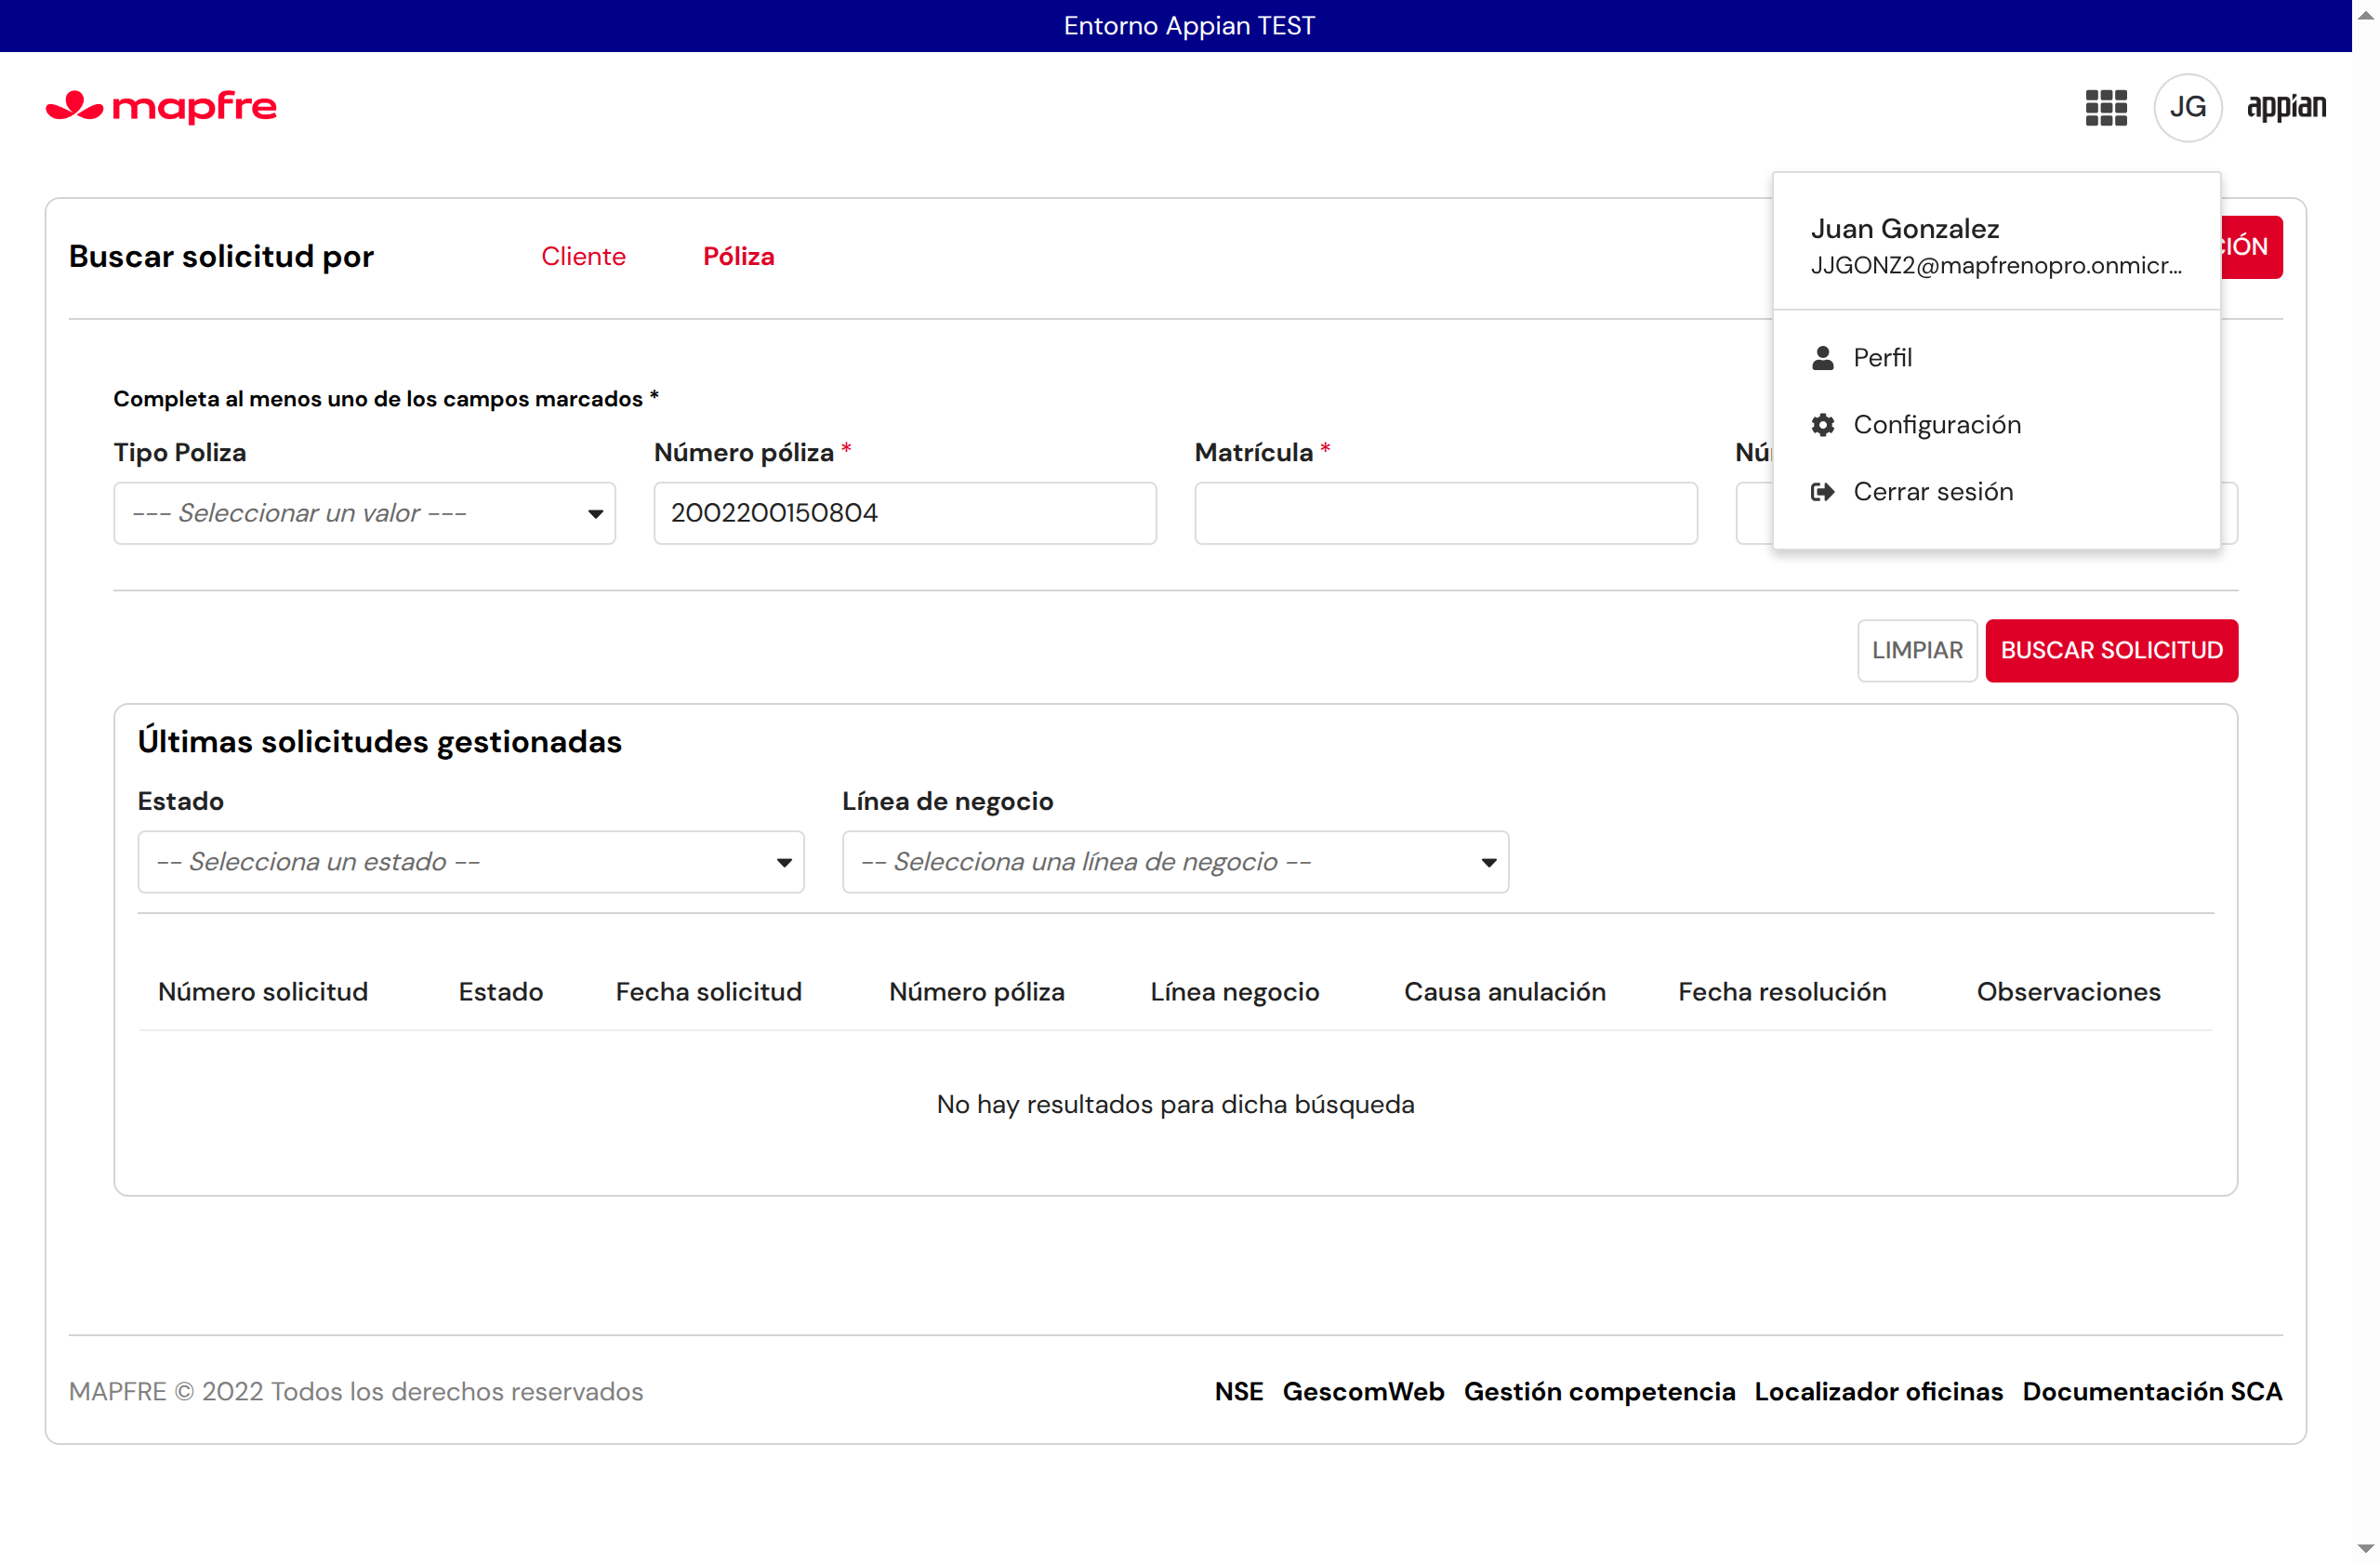 Entorno Appian TEST
mapfre
JG
appian
Juan Gonzalez
JJGONZ2@mapfrenopro.onmicr...
Perfil
Configuración
Cerrar sesión
Buscar solicitud por
Cliente
Póliza
Completa al menos uno de los campos marcados *
Tipo Poliza
Número póliza *
Matrícula *
--- Seleccionar un valor ---
2002200150804
LIMPIAR
BUSCAR SOLICITUD
Últimas solicitudes gestionadas
Estado
Línea de negocio
-- Selecciona un estado --
-- Selecciona una línea de negocio --
Número solicitud
Estado
Fecha solicitud
Número póliza
Línea negocio
Causa anulación
Fecha resolución
Observaciones
No hay resultados para dicha búsqueda
MAPFRE © 2022 Todos los derechos reservados
NSE
GescomWeb
Gestión competencia
Localizador oficinas
Documentación SCA